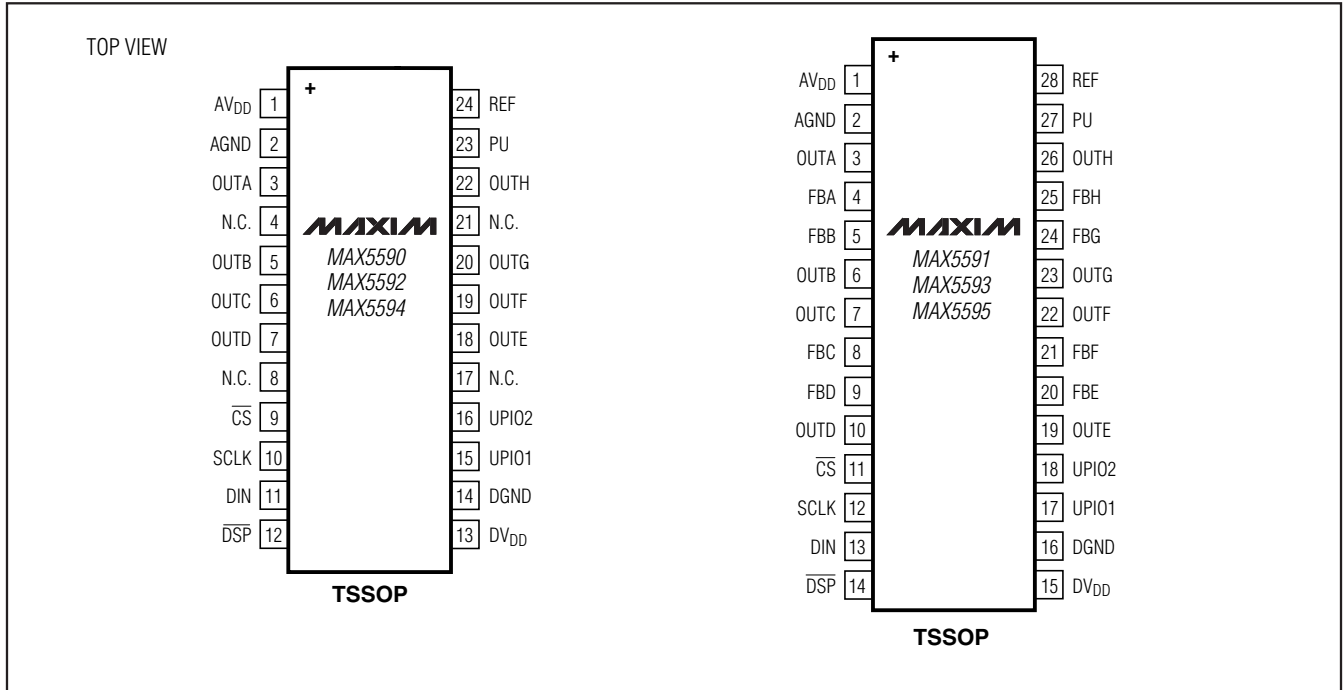 TOP VIEW
+
AVDD 1
AGND 2
OUTA 3
N.C. 4
OUTB 5
OUTC 6
OUTD 7
N.C. 8
C̅S̅ 9
SCLK 10
DIN 11
D̅S̅P̅ 12
24 REF
23 PU
22 OUTH
21 N.C.
20 OUTG
19 OUTF
18 OUTE
17 N.C.
16 UPIO2
15 UPIO1
14 DGND
13 DVDD
MAXIM
MAX5590
MAX5592
MAX5594
TSSOP
+
AVDD 1
AGND 2
OUTA 3
FBA 4
FBB 5
OUTB 6
OUTC 7
FBC 8
FBD 9
OUTD 10
C̅S̅ 11
SCLK 12
DIN 13
D̅S̅P̅ 14
28 REF
27 PU
26 OUTH
25 FBH
24 FBG
23 OUTG
22 OUTF
21 FBF
20 FBE
19 OUTE
18 UPIO2
17 UPIO1
16 DGND
15 DVDD
MAXIM
MAX5591
MAX5593
MAX5595
TSSOP